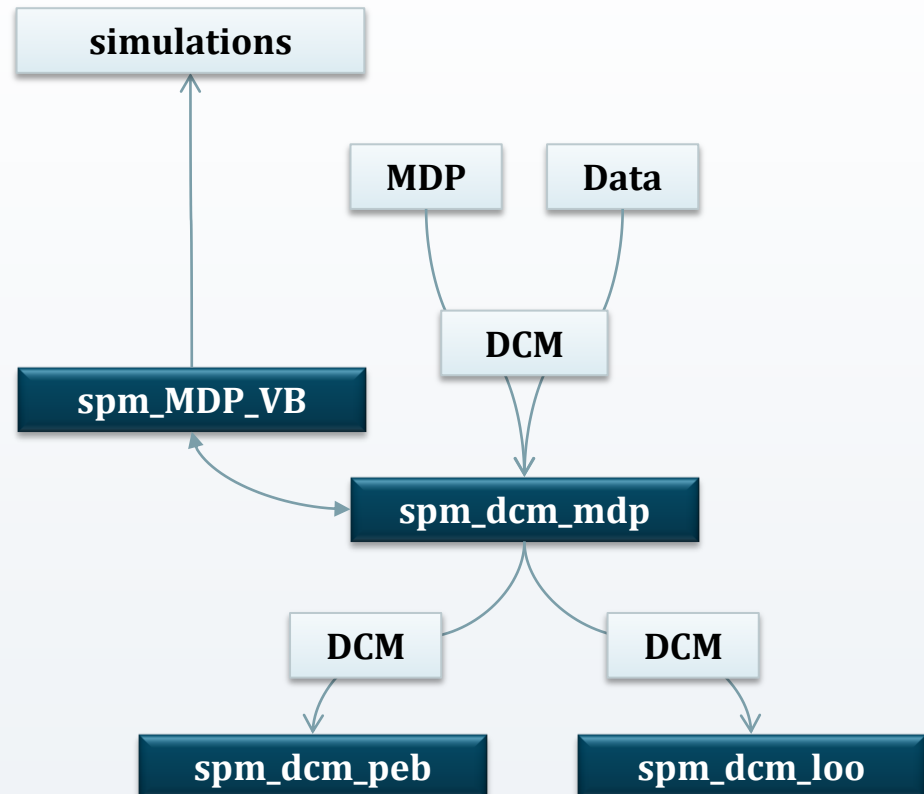 simulations
MDP
Data
DCM
spm_MDP_VB
spm_dcm_mdp
DCM
DCM
spm_dcm_peb
spm_dcm_loo